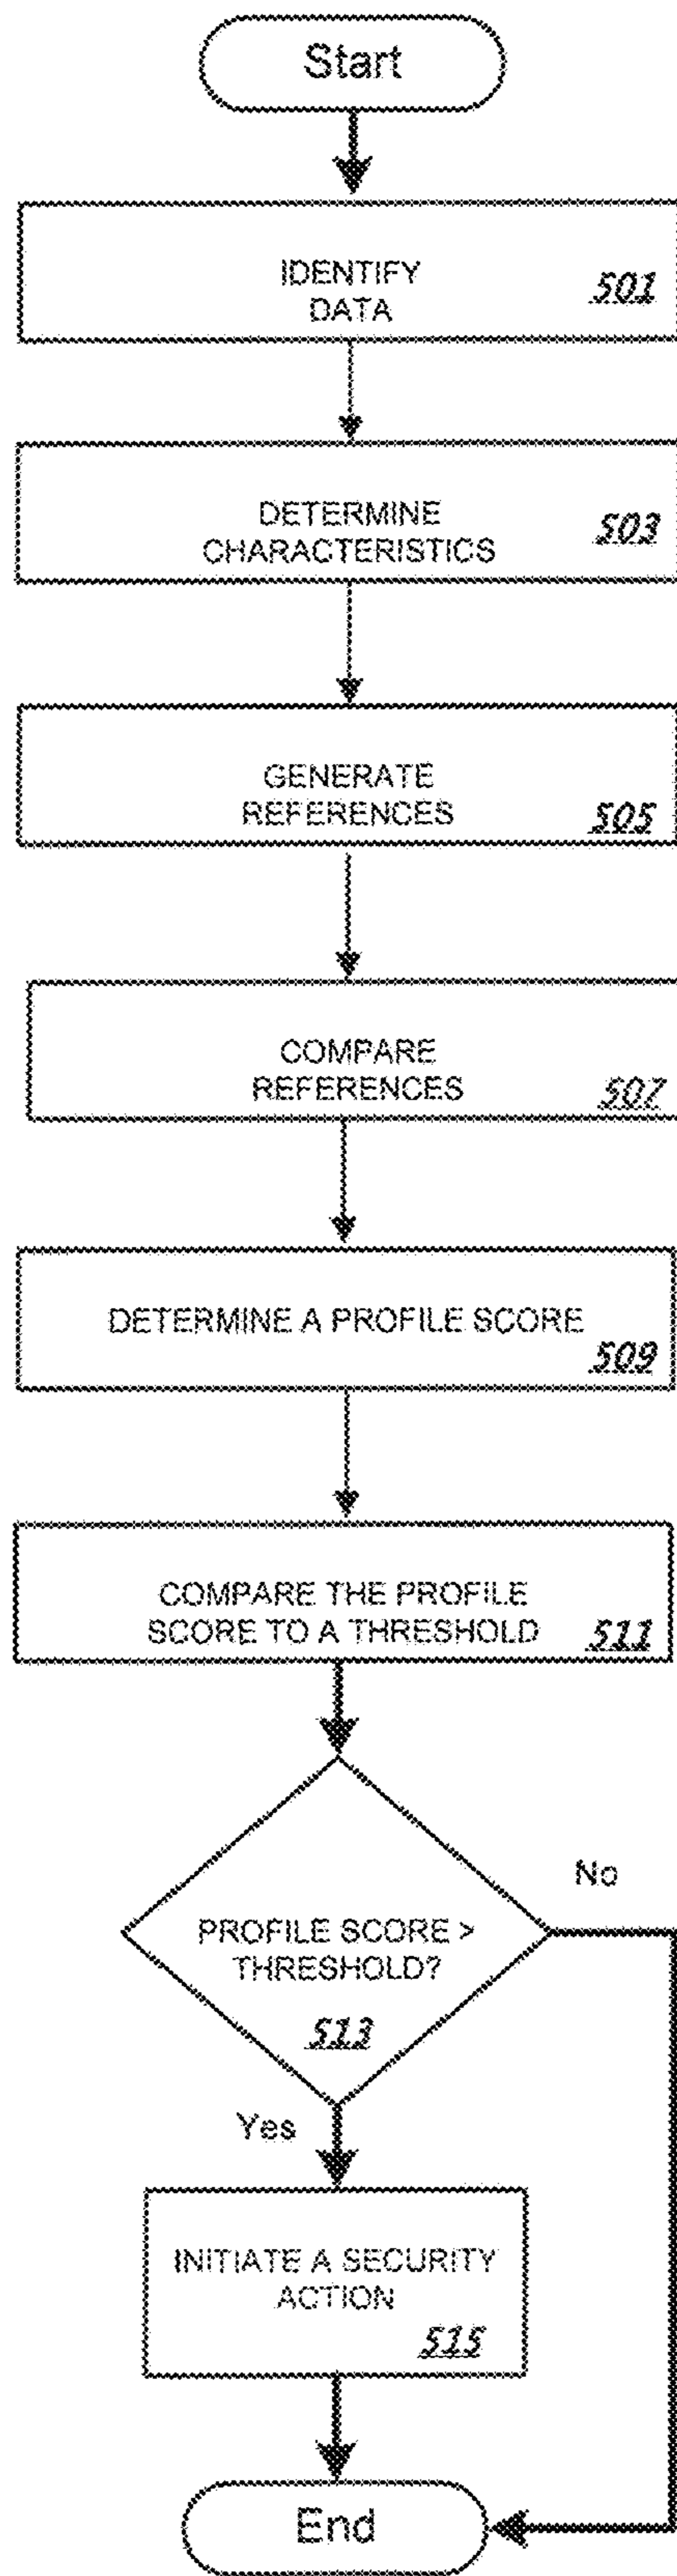 Start
IDENTIFY
DATA
501
DETERMINE
CHARACTERISTICS
503
GENERATE
REFERENCES
505
COMPARE
REFERENCES
507
DETERMINE A PROFILE SCORE
509
COMPARE THE PROFILE
SCORE TO A THRESHOLD
511
No
PROFILE SCORE >
THRESHOLD?
513
Yes
INITIATE A SECURITY
ACTION
515
End